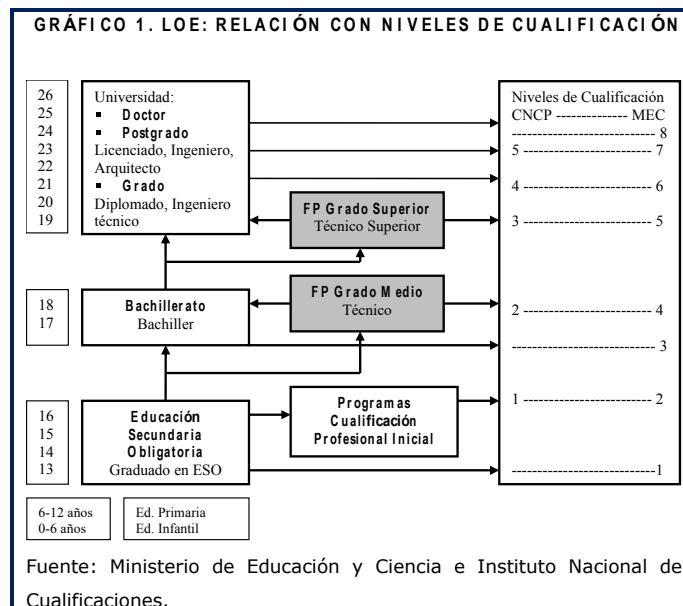 GRÁFICO 1. LOE: RELACIÓN CON NIVELES DE CUALIFICACIÓN
26
25
24
23
22
21
20
19
Universidad:
▪ Doctor
▪ Postgrado
Licenciado, Ingeniero,
Arquitecto
▪ Grado
Diplomado, Ingeniero
técnico
FP Grado Superior
Técnico Superior
Niveles de Cualificación
CNCP -------------- MEC
---------------------- 8
5 --------------------- 7
4 --------------------- 6
3 --------------------- 5
18
17
Bachillerato
Bachiller
FP Grado Medio
Técnico
2 --------------------- 4
---------------------- 3
16
15
14
13
Educación
Secundaria
Obligatoria
Graduado en ESO
Programas
Cualificación
Profesional Inicial
1 --------------------- 2
----------------------1
6-12 años
0-6 años
Ed. Primaria
Ed. Infantil
Fuente: Ministerio de Educación y Ciencia e Instituto Nacional de
Cualificaciones.